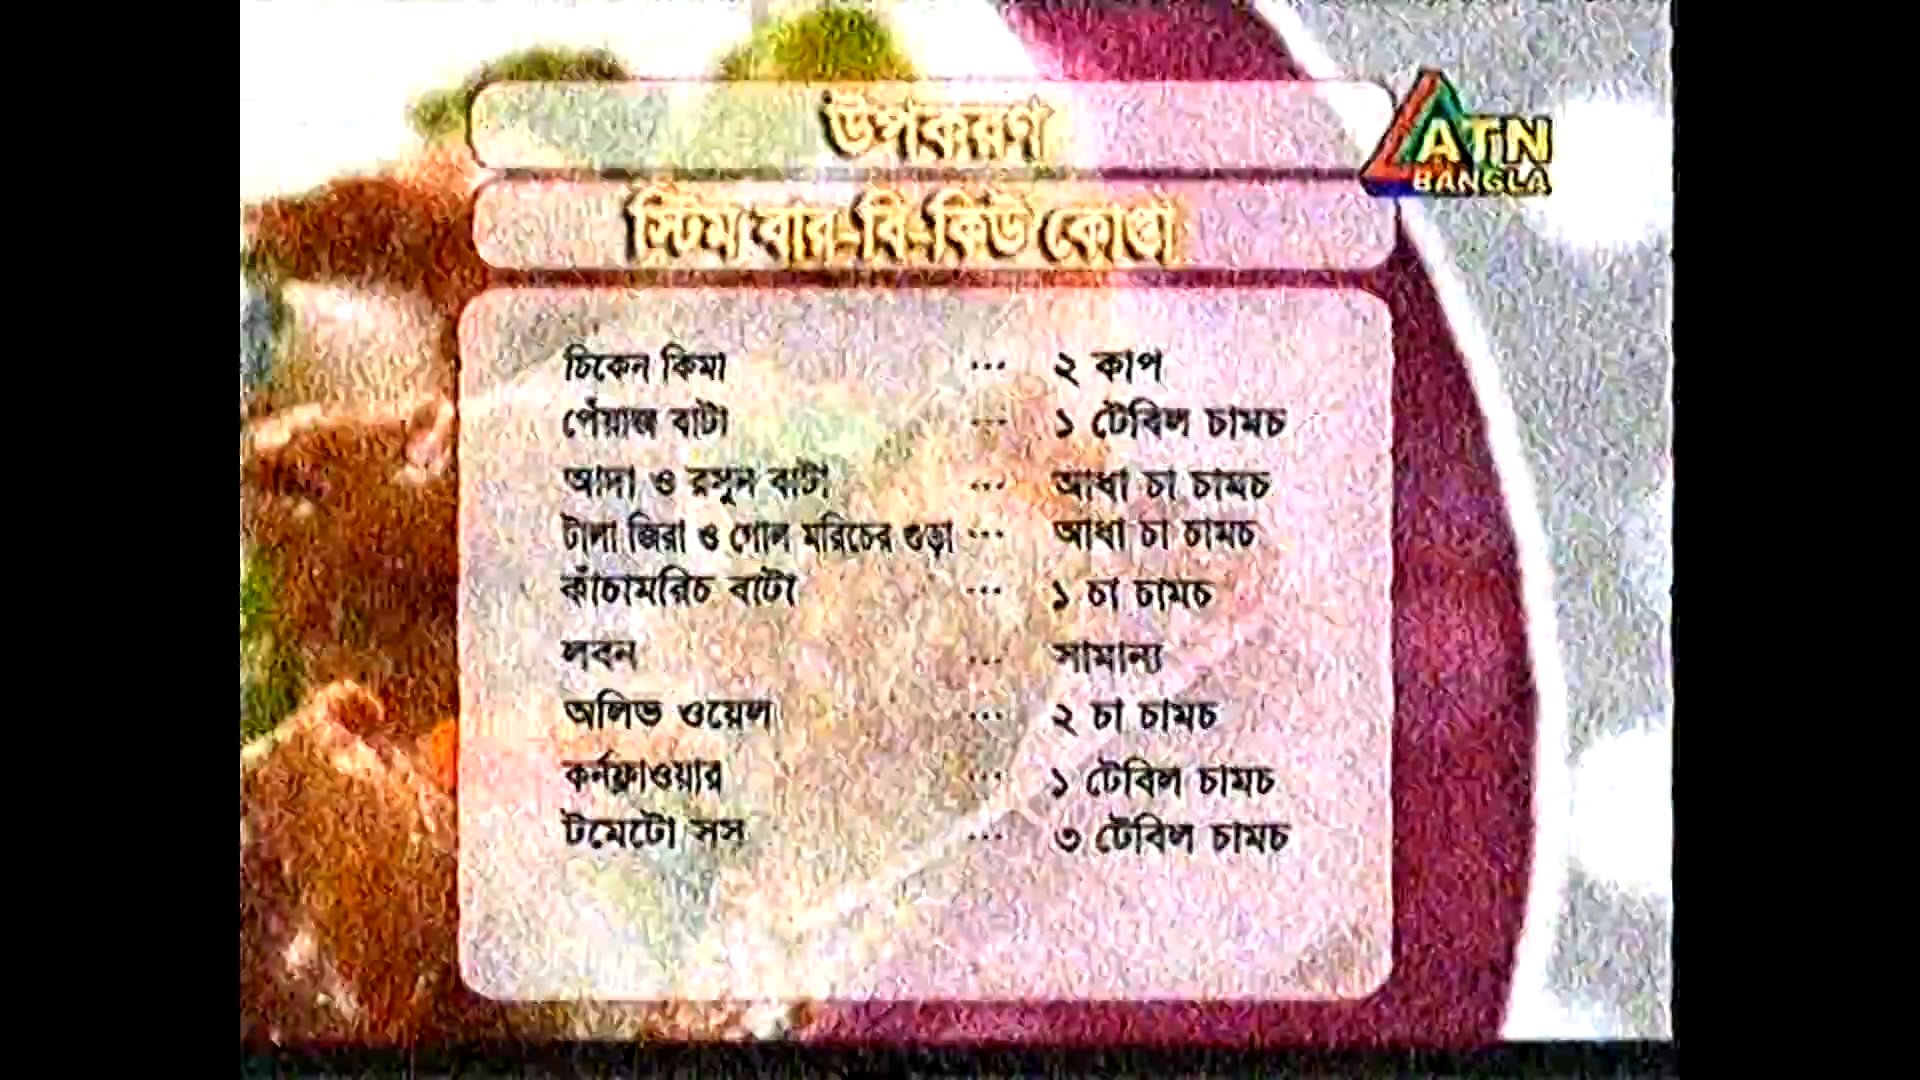 উপকরণ
ATN
BANGLA
স্টিম বার-বি-কিউ কোপ্তা
চিকেন কিমা ... ২ কাপ
পেঁয়াজ বাটা ... ১ টেবিল চামচ
আদা ও রসুন বাটা ... আধা চা চামচ
টালা জিরা ও গোল মরিচের গুড়া ... আধা চা চামচ
কাঁচামরিচ বাটা ... ১ চা চামচ
লবন ... সামান্য
অলিভ ওয়েল ... ২ চা চামচ
কর্নফ্লাওয়ার ... ১ টেবিল চামচ
টমেটো সস ... ৩ টেবিল চামচ